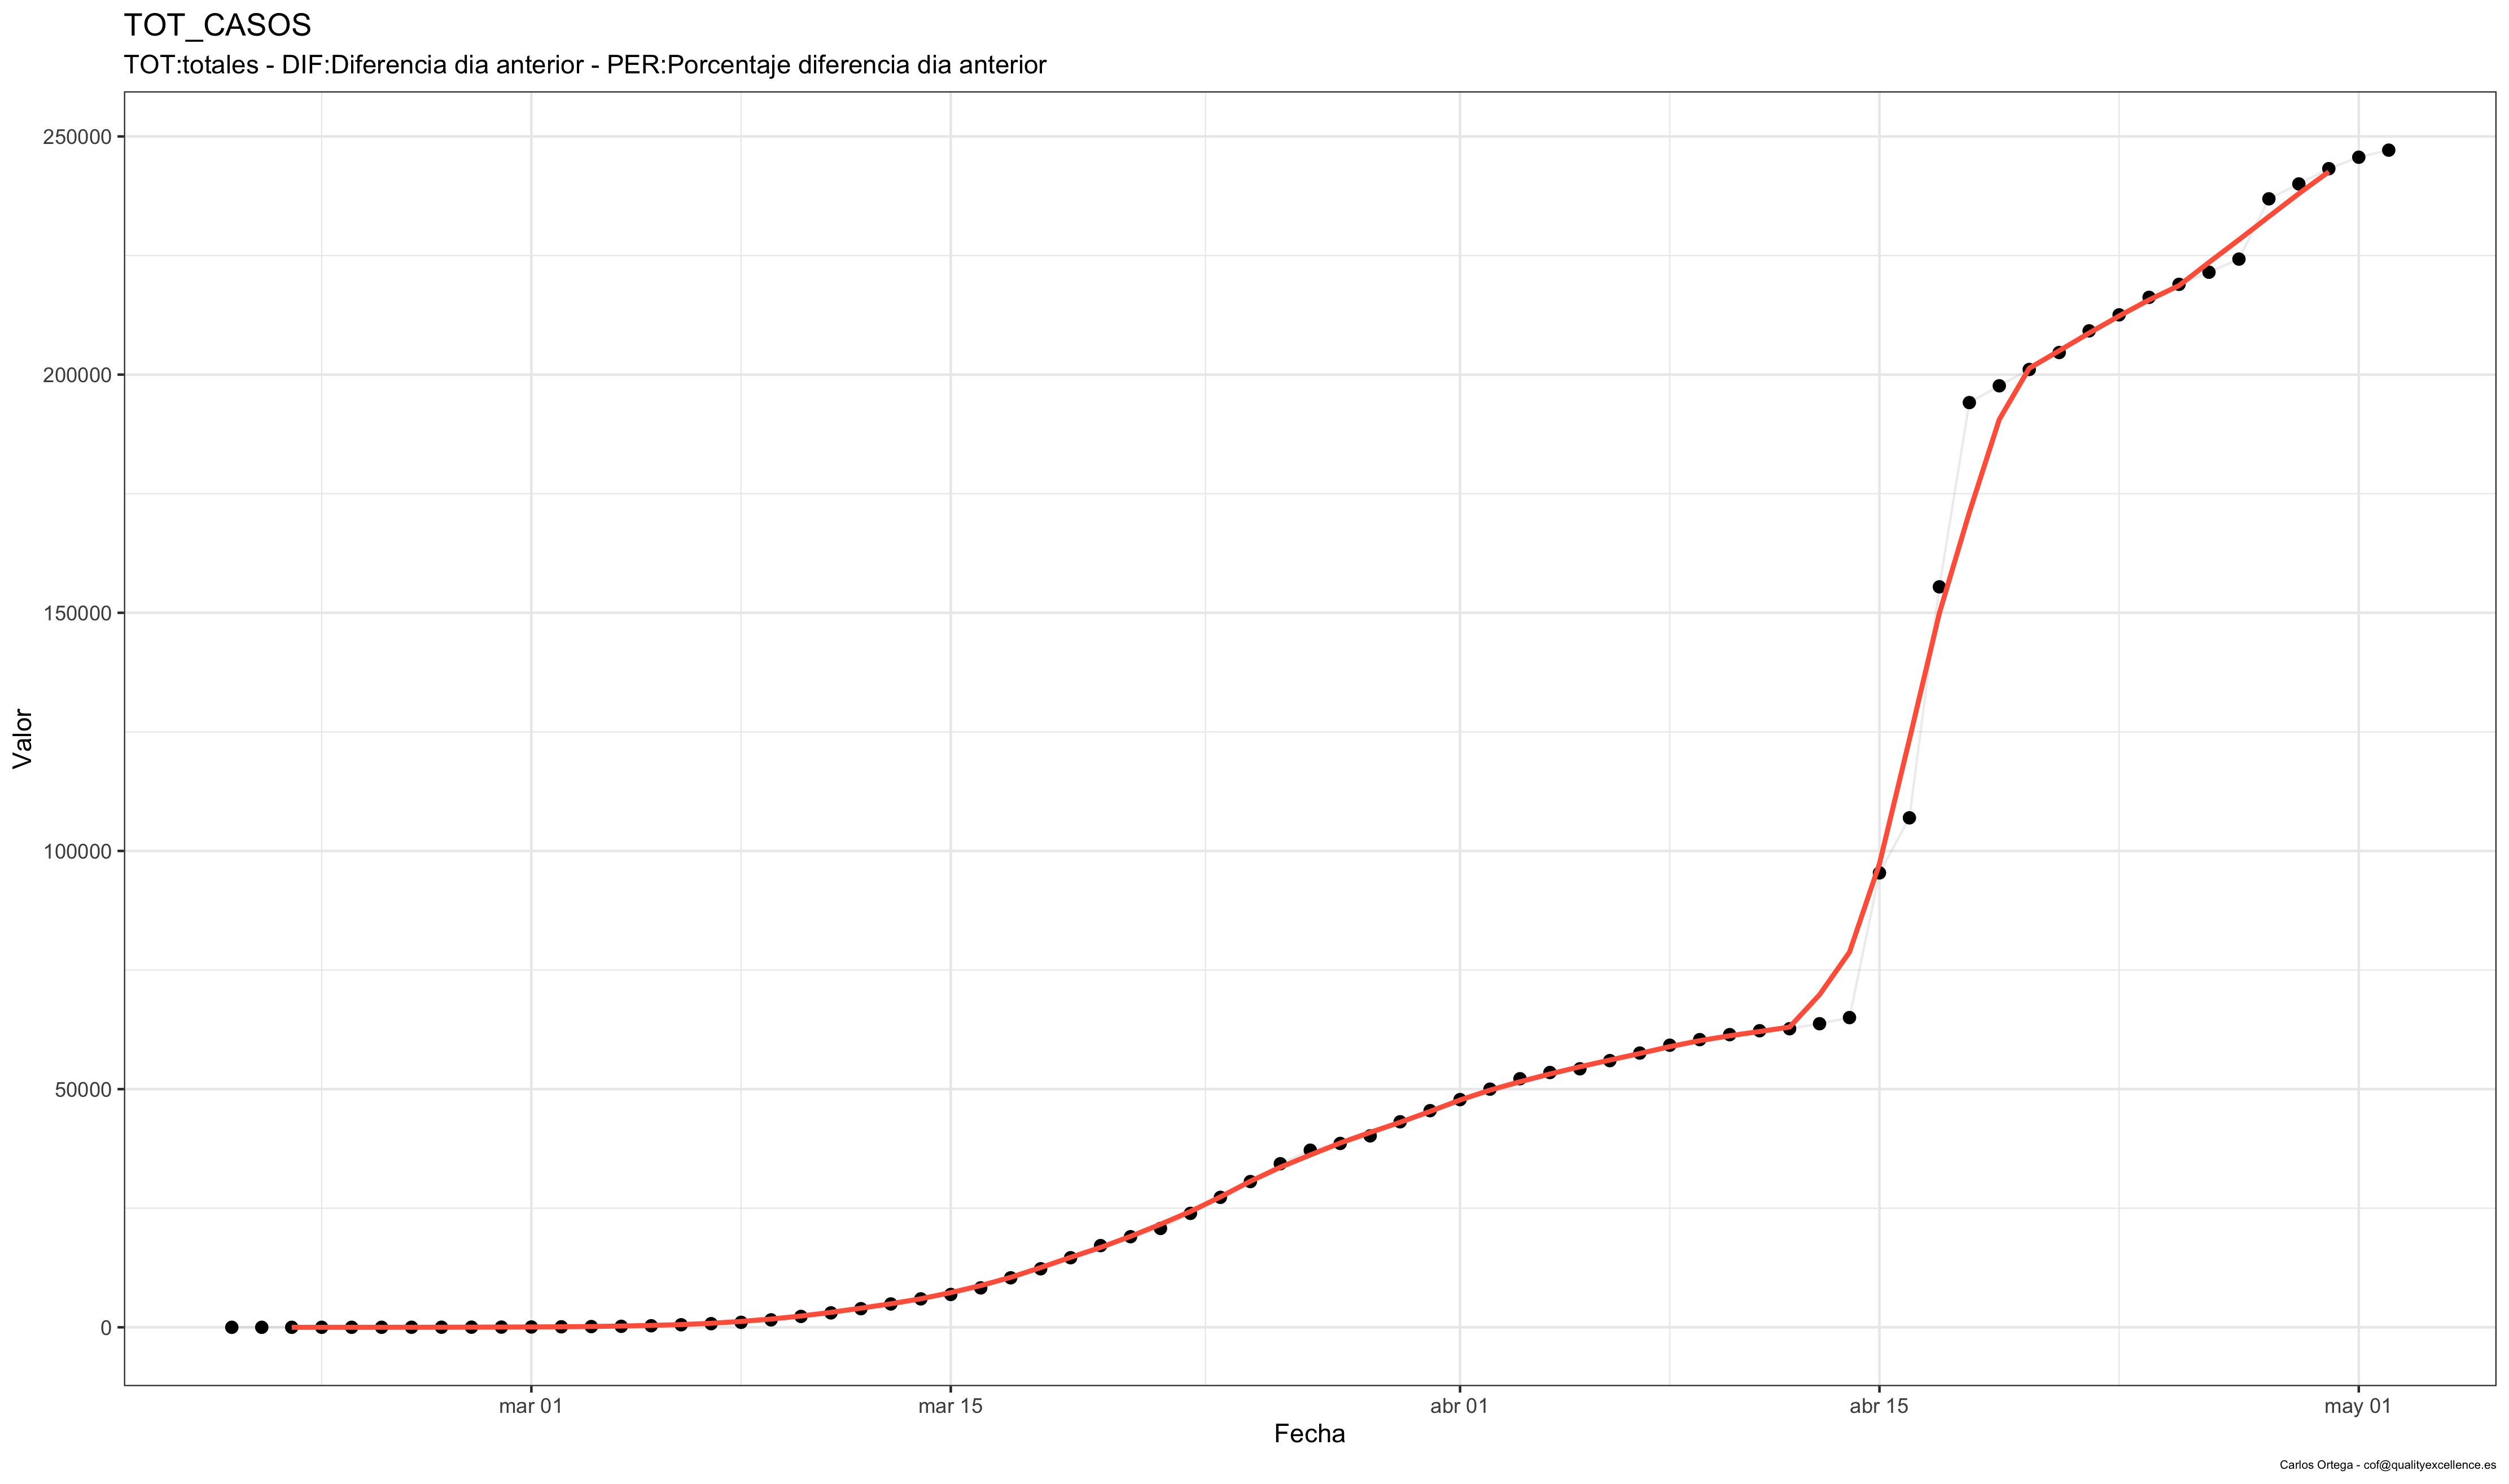 TOT_CASOS
TOT:totales - DIF:Diferencia dia anterior - PER:Porcentaje diferencia dia anterior
250000
200000
150000
100000
50000
0
Valor
mar 01
mar 15
abr 01
abr 15
may 01
Fecha
Carlos Ortega - cof@qualityexcellence.es